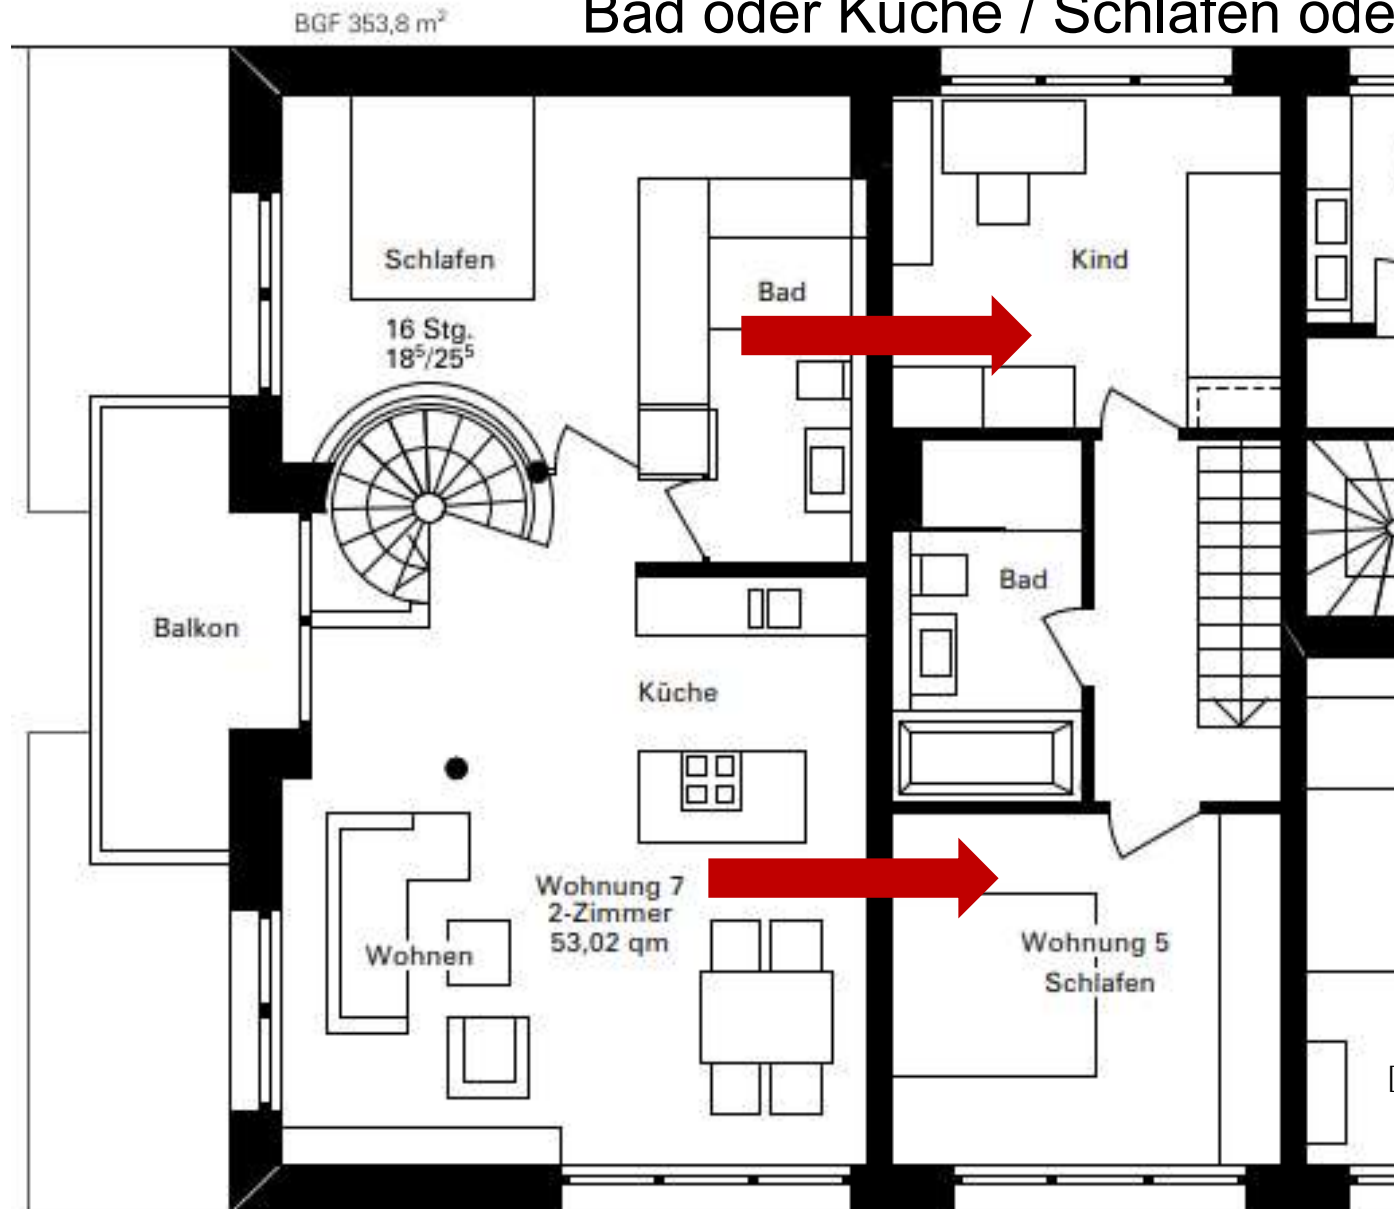 Bad oder Küche / Schlafen ode
BGF 353,8 m²
Schlafen
Kind
Bad
16 Stg.
18⁵/25⁵
Bad
Balkon
Küche
Wohnung 7
2-Zimmer
53,02 qm
Wohnen
Wohnung 5
Schlafen